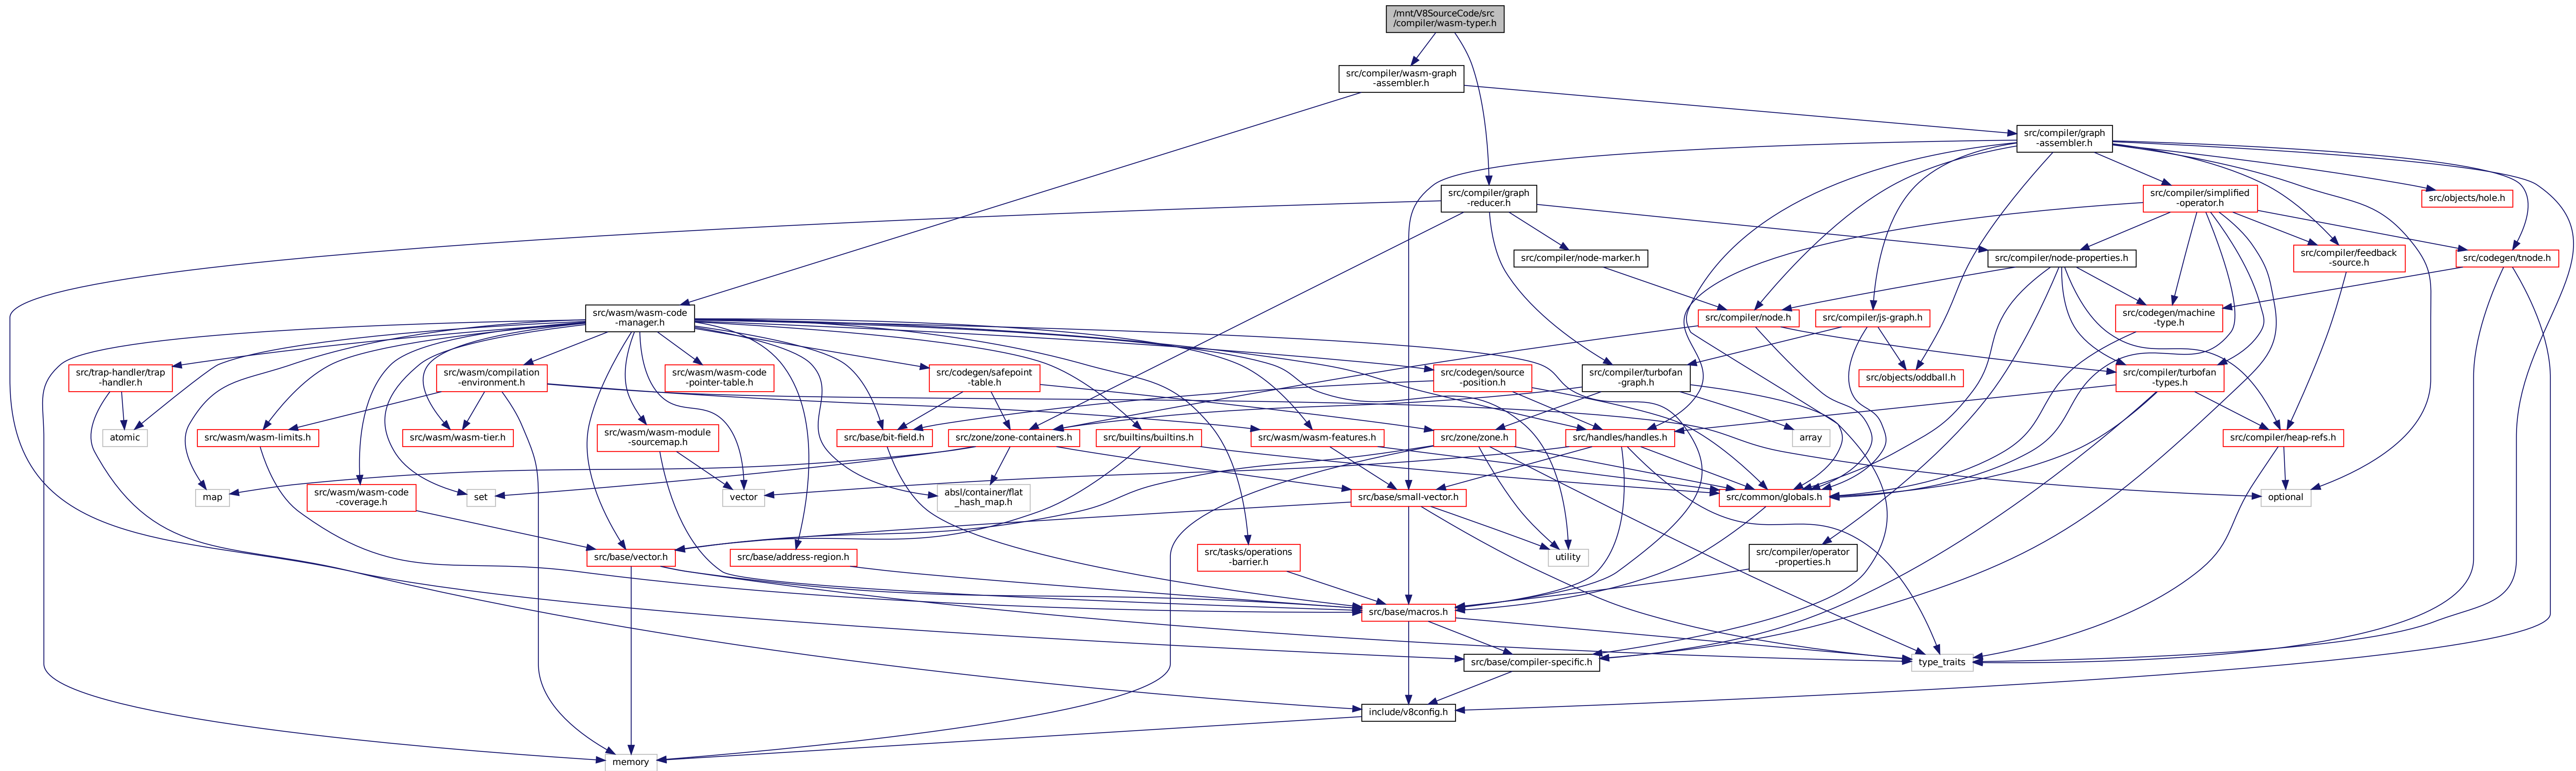 /mnt/V8SourceCode/src
/compiler/wasm-typer.h
src/compiler/wasm-graph
-assembler.h
src/compiler/graph
-assembler.h
src/compiler/graph
-reducer.h
src/compiler/simplified
-operator.h
src/objects/hole.h
src/compiler/node-marker.h
src/compiler/node-properties.h
src/compiler/feedback
-source.h
src/codegen/tnode.h
src/wasm/wasm-code
-manager.h
src/compiler/node.h
src/compiler/js-graph.h
src/codegen/machine
-type.h
src/trap-handler/trap
-handler.h
src/wasm/compilation
-environment.h
src/wasm/wasm-code
-pointer-table.h
src/codegen/safepoint
-table.h
src/codegen/source
-position.h
src/compiler/turbofan
-graph.h
src/objects/oddball.h
src/compiler/turbofan
-types.h
atomic
src/wasm/wasm-limits.h
src/wasm/wasm-tier.h
src/wasm/wasm-module
-sourcemap.h
src/base/bit-field.h
src/zone/zone-containers.h
src/builtins/builtins.h
src/wasm/wasm-features.h
src/zone/zone.h
src/handles/handles.h
array
src/compiler/heap-refs.h
map
src/wasm/wasm-code
-coverage.h
set
vector
absl/container/flat
_hash_map.h
src/base/small-vector.h
src/common/globals.h
optional
src/base/vector.h
src/base/address-region.h
src/tasks/operations
-barrier.h
utility
src/compiler/operator
-properties.h
src/base/macros.h
src/base/compiler-specific.h
type_traits
include/v8config.h
memory